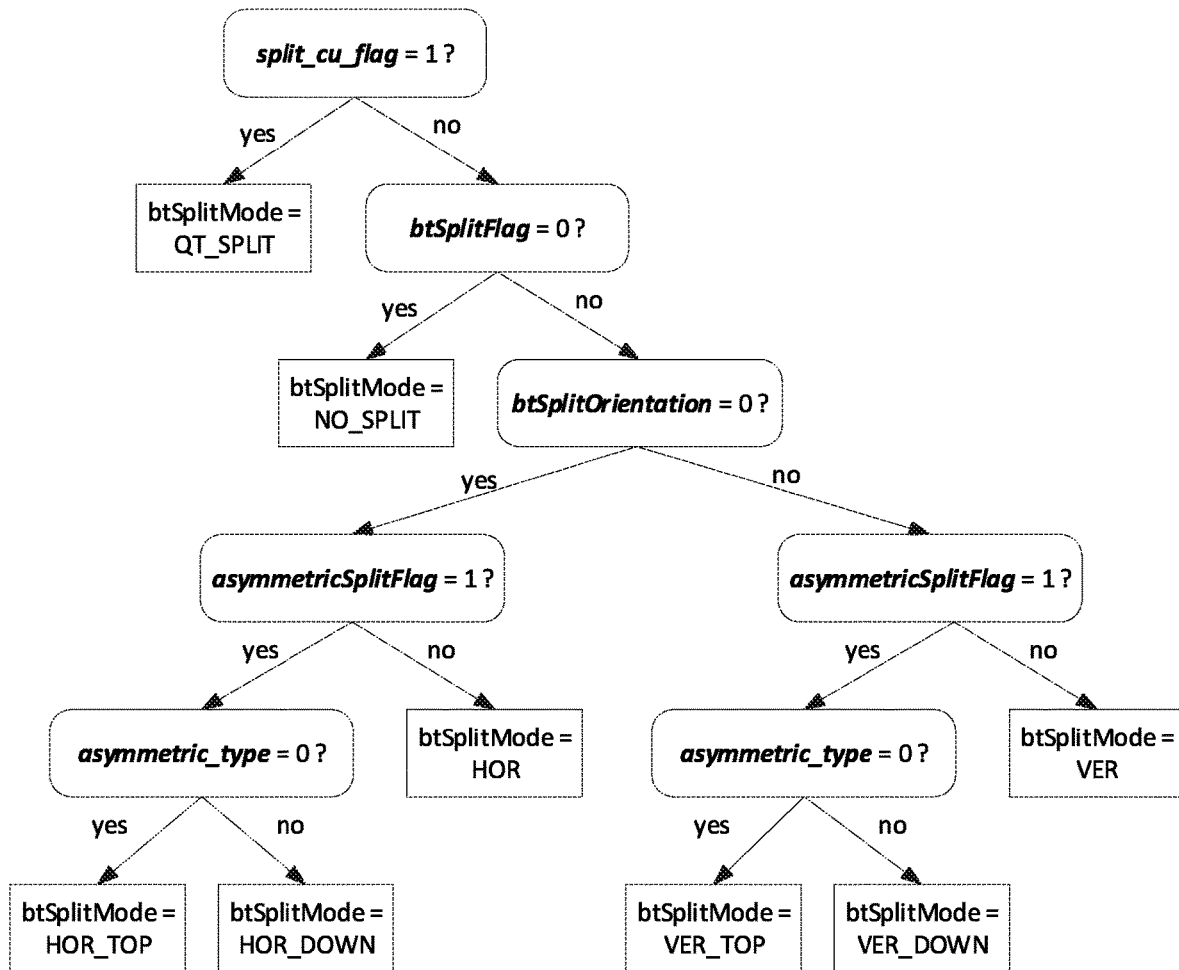 split_cu_flag = 1 ?
yes
no
btSplitMode =
QT_SPLIT
btSplitFlag = 0 ?
yes
no
btSplitMode =
NO_SPLIT
btSplitOrientation = 0 ?
yes
no
asymmetricSplitFlag = 1 ?
asymmetricSplitFlag = 1 ?
yes
no
yes
no
asymmetric_type = 0 ?
btSplitMode =
HOR
asymmetric_type = 0 ?
btSplitMode =
VER
yes
no
yes
no
btSplitMode =
HOR_TOP
btSplitMode =
HOR_DOWN
btSplitMode =
VER_TOP
btSplitMode =
VER_DOWN